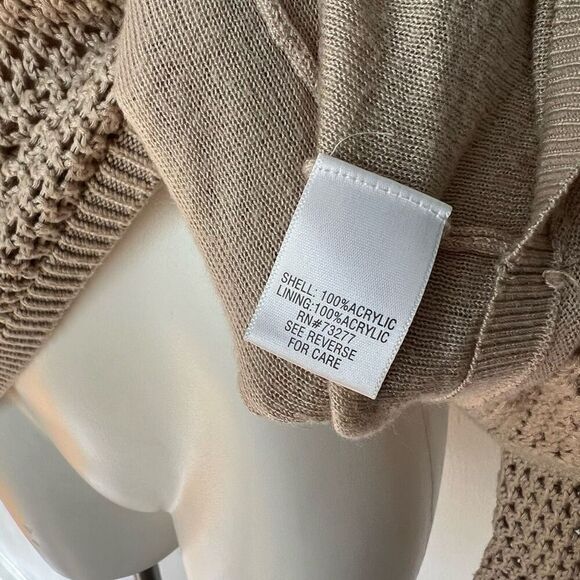 SHELL: 100%ACRYLIC
LINING:100%ACRYLIC
RN#73277
SEE REVERSE
FOR CARE